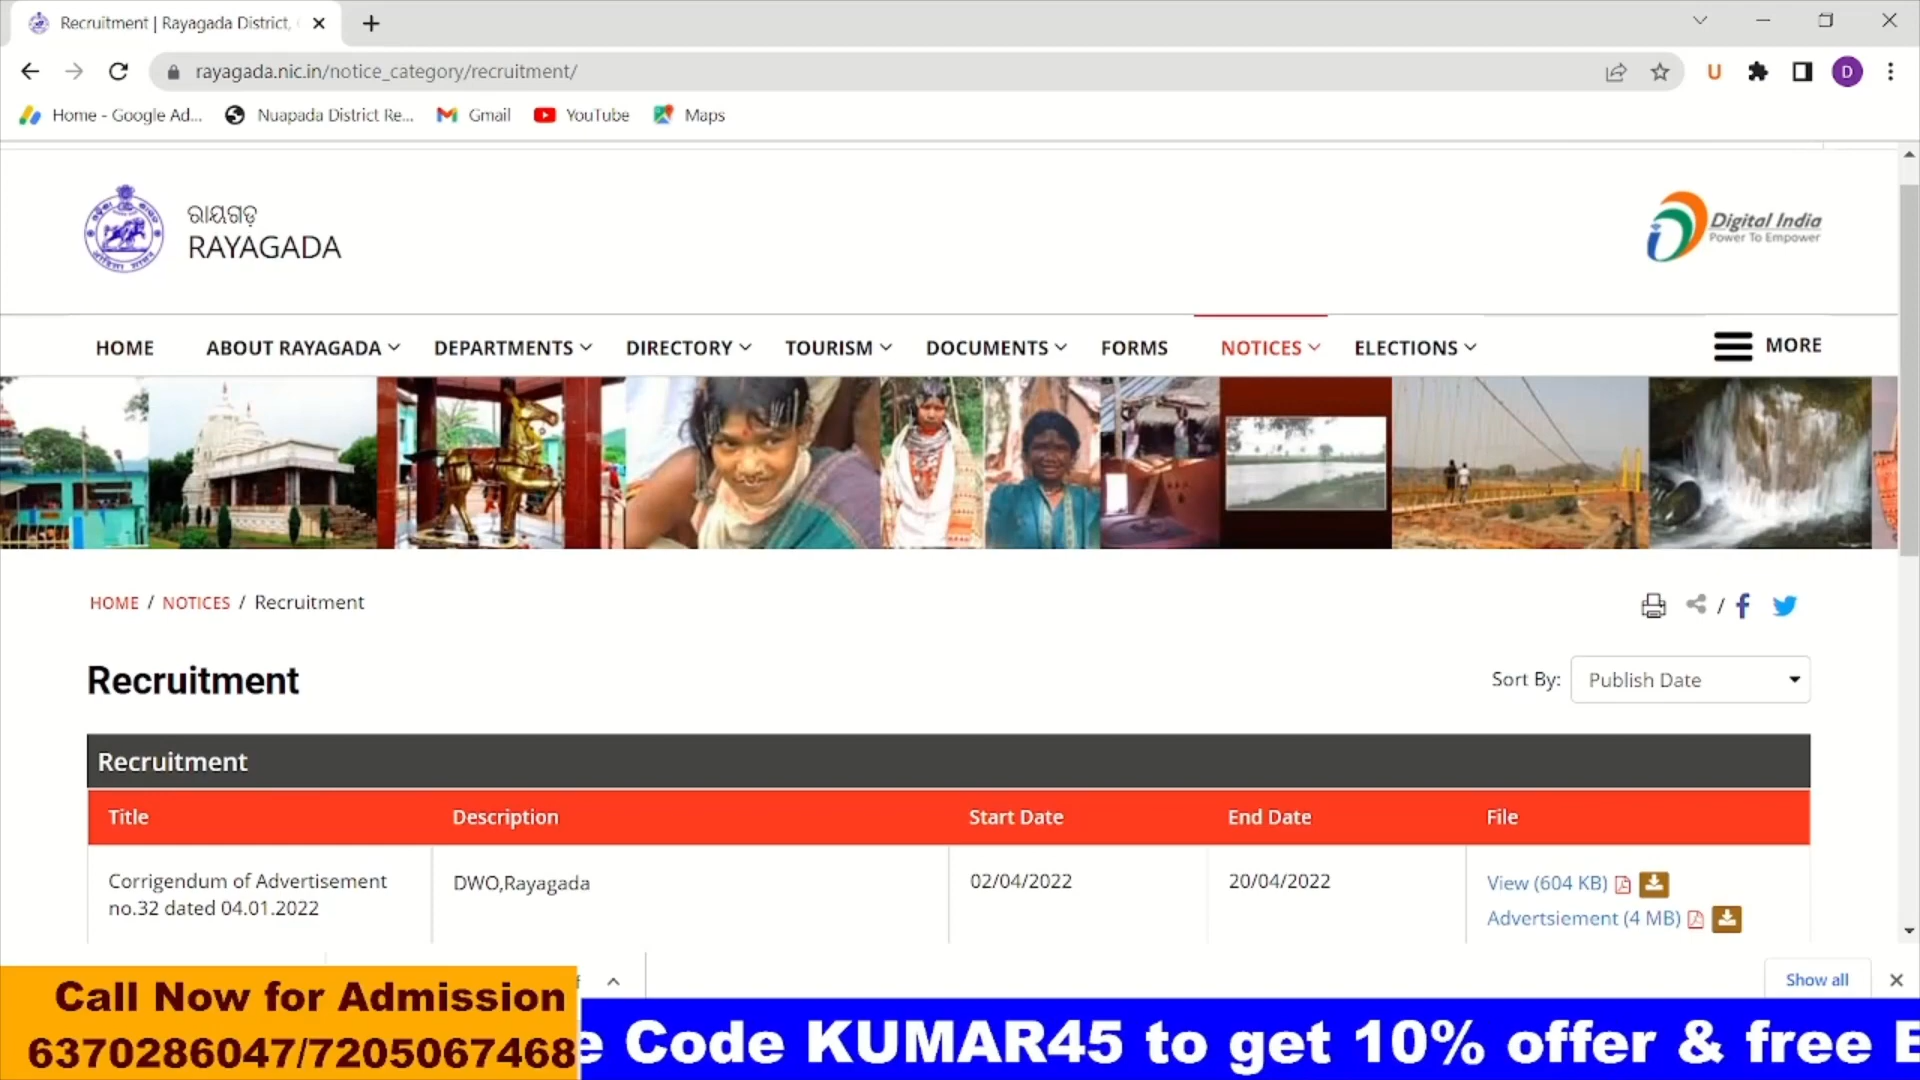 Recruitment | Rayagada District,
rayagada.nic.in/notice_category/recruitment/
D
Home - Google Ad...
Nuapada District Re...
Gmail
YouTube
Maps
ରାୟଗଡ଼
RAYAGADA
Digital India
Power To Empower
HOME
ABOUT RAYAGADA
DEPARTMENTS
DIRECTORY
TOURISM
DOCUMENTS
FORMS
NOTICES
ELECTIONS
MORE
HOME / NOTICES / Recruitment
Recruitment
Sort By: Publish Date
Recruitment
Title Description Start Date End Date File
Corrigendum of Advertisement
no.32 dated 04.01.2022
DWO,Rayagada
02/04/2022
20/04/2022
View (604 KB)
Advertsiement (4 MB)
Show all
Call Now for Admission
6370286047/7205067468
e Code KUMAR45 to get 10% offer & free E